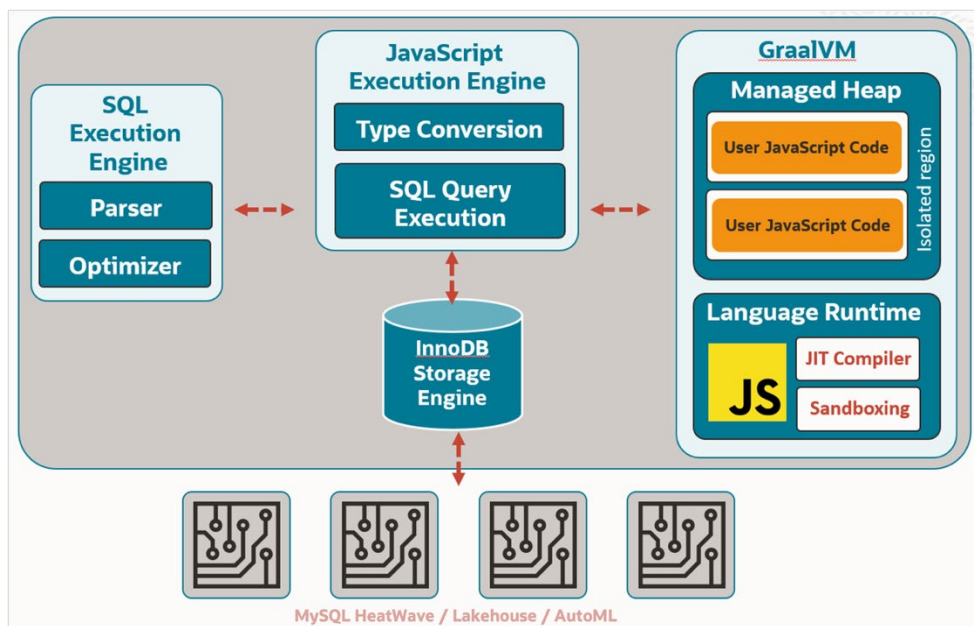 SQL
Execution
Engine
Parser
Optimizer
JavaScript
Execution Engine
Type Conversion
SQL Query
Execution
InnoDB
Storage
Engine
GraalVM
Managed Heap
User JavaScript Code
User JavaScript Code
Isolated region
Language Runtime
JS
JIT Compiler
Sandboxing
MySQL HeatWave / Lakehouse / AutoML